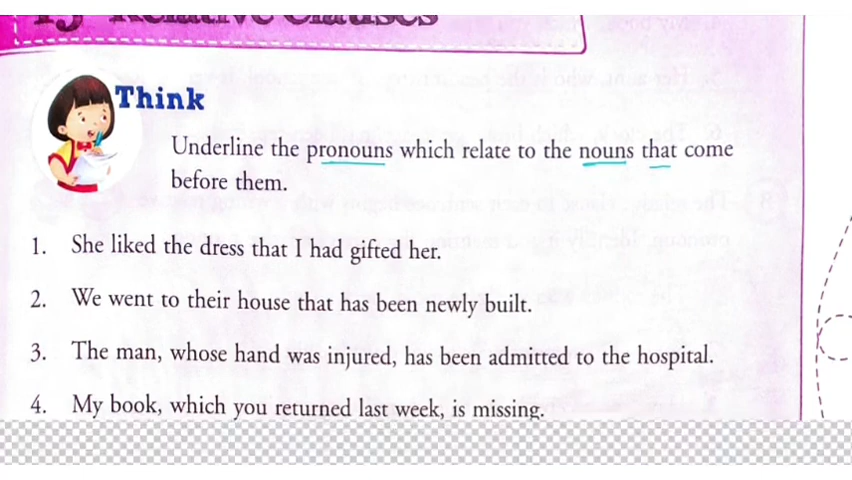 Relative Clauses
Think
Underline the pronouns which relate to the nouns that come
before them.
1. She liked the dress that I had gifted her.
2. We went to their house that has been newly built.
3. The man, whose hand was injured, has been admitted to the hospital.
4. My book, which you returned last week, is missing.